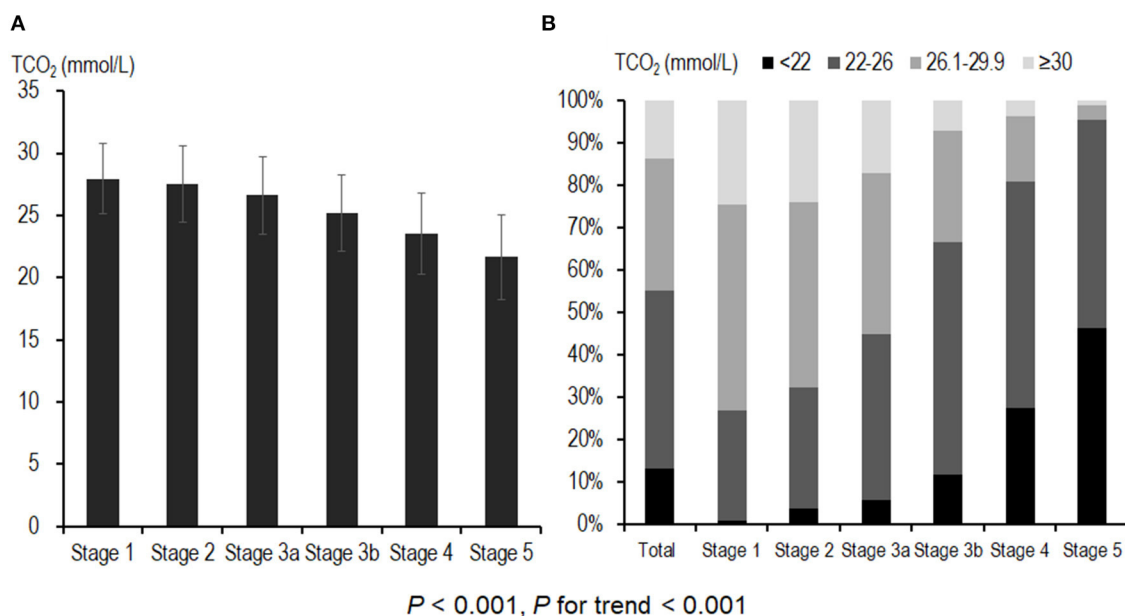 A
TCO₂ (mmol/L)
35
30
25
20
15
10
5
0
Stage 1 Stage 2 Stage 3a Stage 3b Stage 4 Stage 5
B
TCO₂ (mmol/L) <22 22-26 26.1-29.9 ≥30
100%
90%
80%
70%
60%
50%
40%
30%
20%
10%
0%
Total Stage 1 Stage 2 Stage 3a Stage 3b Stage 4 Stage 5
P < 0.001, P for trend < 0.001